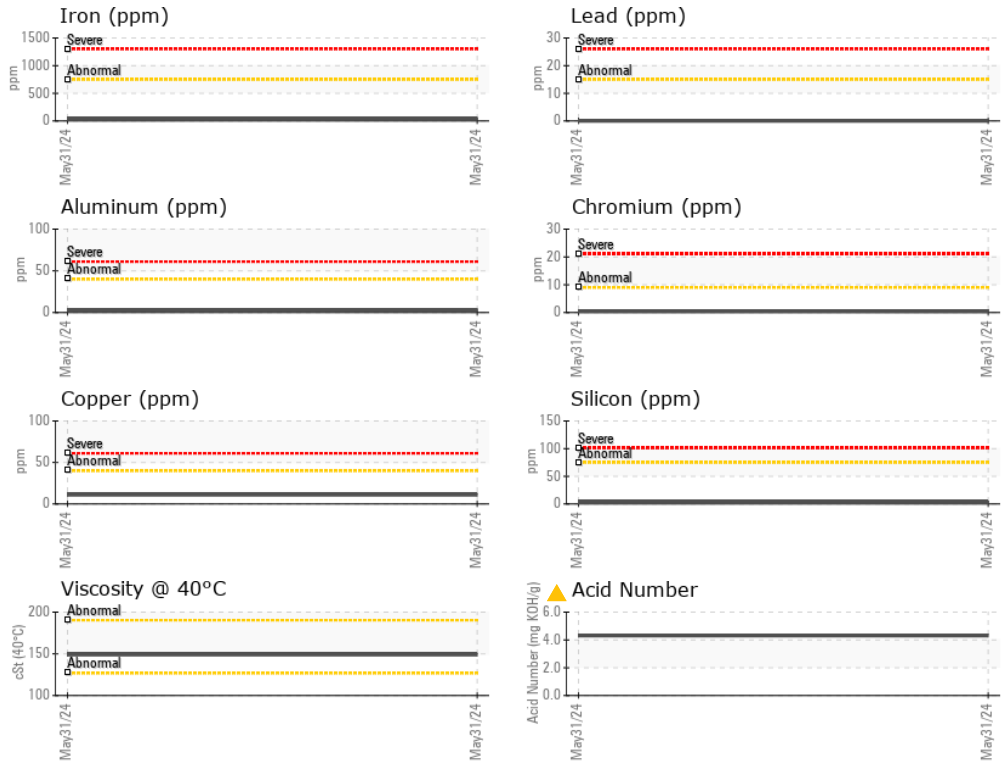 Iron (ppm)
ppm
1500
1000
500
0
Severe
Abnormal
May31/24
May31/24
Lead (ppm)
ppm
30
20
10
0
Severe
Abnormal
May31/24
May31/24
Aluminum (ppm)
ppm
100
50
0
Severe
Abnormal
May31/24
May31/24
Chromium (ppm)
ppm
30
20
10
0
Severe
Abnormal
May31/24
May31/24
Copper (ppm)
ppm
100
50
0
Severe
Abnormal
May31/24
May31/24
Silicon (ppm)
ppm
150
100
50
0
Severe
Abnormal
May31/24
May31/24
Viscosity @ 40°C
cSt (40°C)
200
150
100
Abnormal
Abnormal
May31/24
May31/24
Acid Number
Acid Number (mg KOH/g)
6.0
4.0
2.0
0.0
May31/24
May31/24